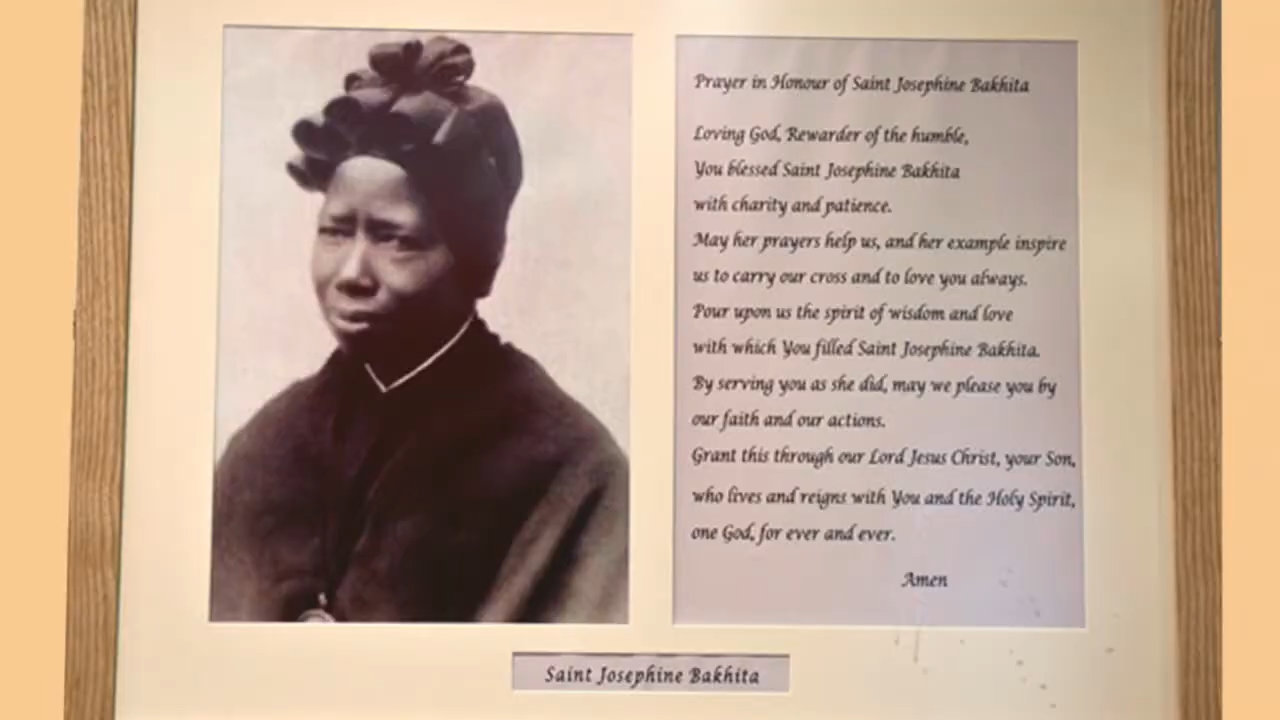 Prayer in Honour of Saint Josephine Bakhita
Loving God, Rewarder of the humble,
You blessed Saint Josephine Bakhita
with charity and patience.
May her prayers help us, and her example inspire
us to carry our cross and to love you always.
Pour upon us the spirit of wisdom and love
with which You filled Saint Josephine Bakhita.
By serving you as she did, may we please you by
our faith and our actions.
Grant this through our Lord Jesus Christ, your Son,
who lives and reigns with You and the Holy Spirit,
one God, for ever and ever.
Amen
Saint Josephine Bakhita